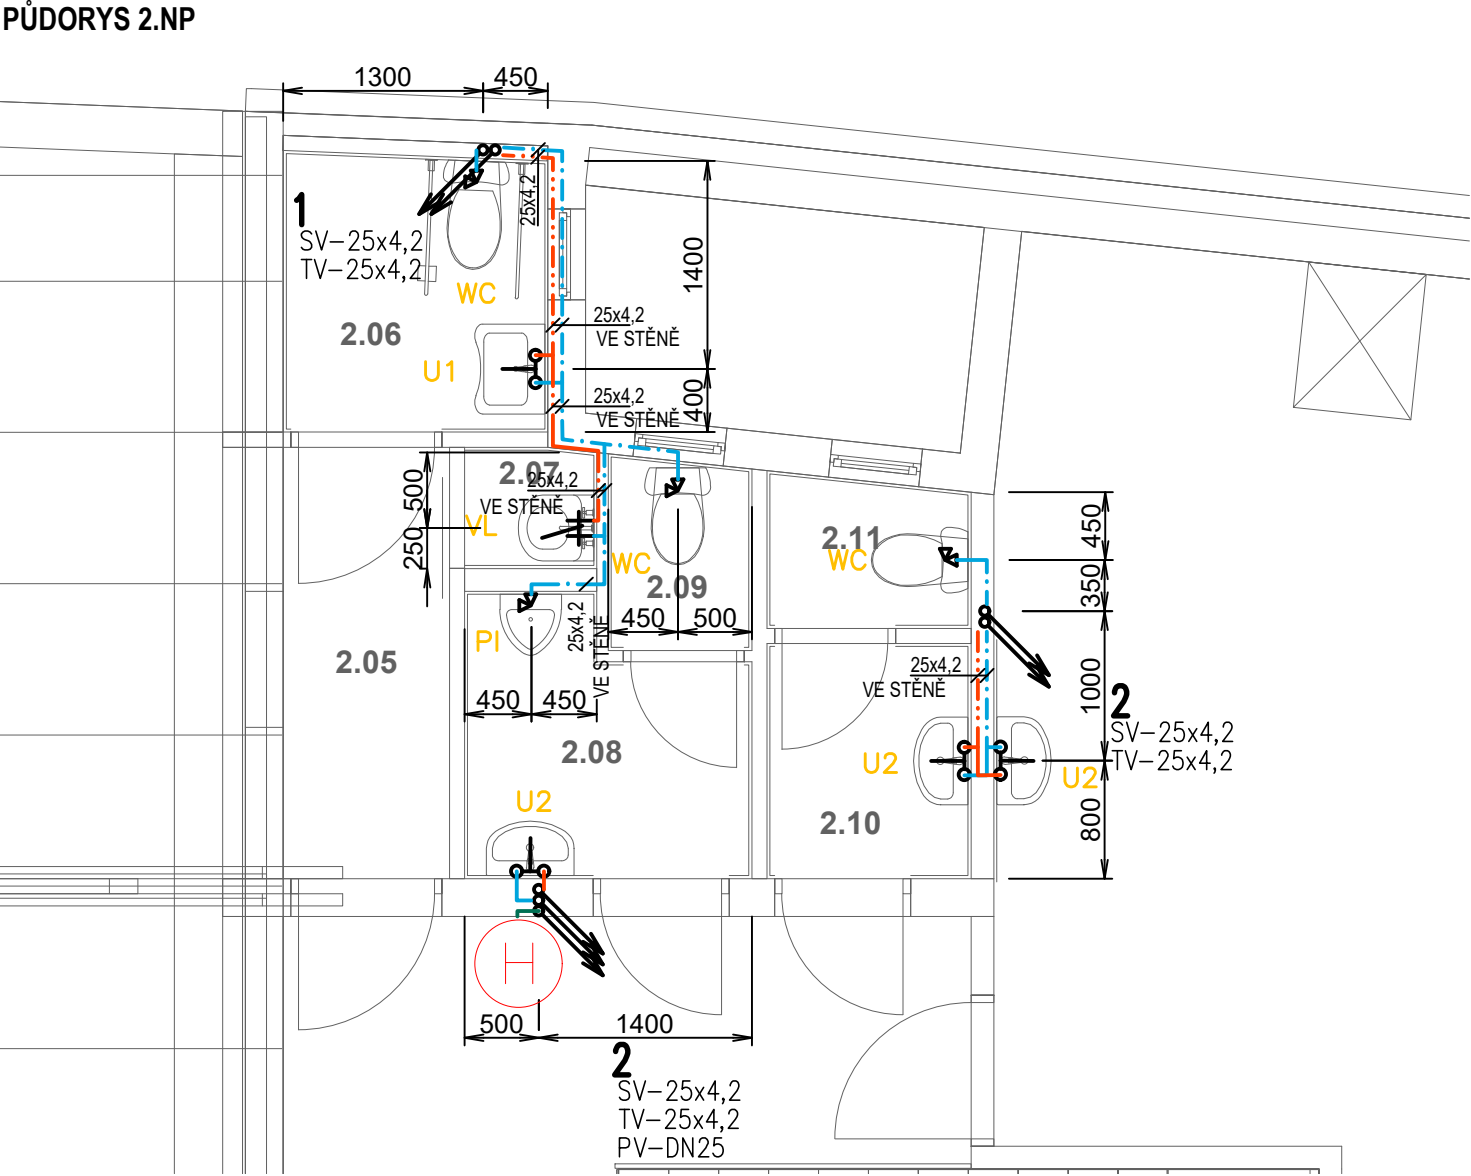 PŮDORYS 2.NP
1300
450
1
SV-25x4,2
TV-25x4,2
25x4,2
WC
2.06
U1
1400
400
25x4,2
VE STĚNĚ
25x4,2
VE STĚNĚ
2.07
25x4,2
VE STĚNĚ
VL
500
250
WC
2.09
450
500
2.11
WC
450
350
1000
800
PI
25x4,2
VE STĚNĚ
2.05
450
450
2.08
25x4,2
VE STĚNĚ
2
SV-25x4,2
TV-25x4,2
U2
U2
U2
2.10
H
500
1400
2
SV-25x4,2
TV-25x4,2
PV-DN25